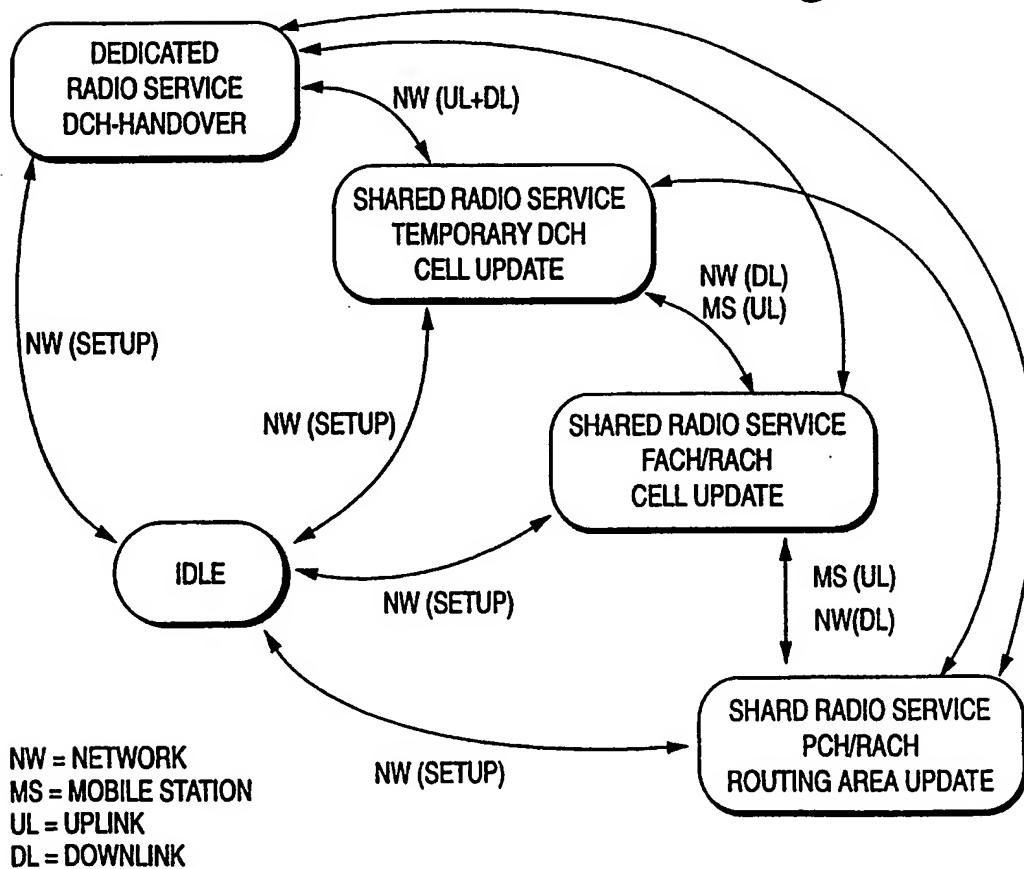 DEDICATED
RADIO SERVICE
DCH-HANDOVER
NW (UL+DL)
SHARED RADIO SERVICE
TEMPORARY DCH
CELL UPDATE
NW (DL)
MS (UL)
NW (SETUP)
NW (SETUP)
SHARED RADIO SERVICE
FACH/RACH
CELL UPDATE
IDLE
NW (SETUP)
MS (UL)
NW(DL)
SHARD RADIO SERVICE
PCH/RACH
ROUTING AREA UPDATE
NW (SETUP)
NW = NETWORK
MS = MOBILE STATION
UL = UPLINK
DL = DOWNLINK